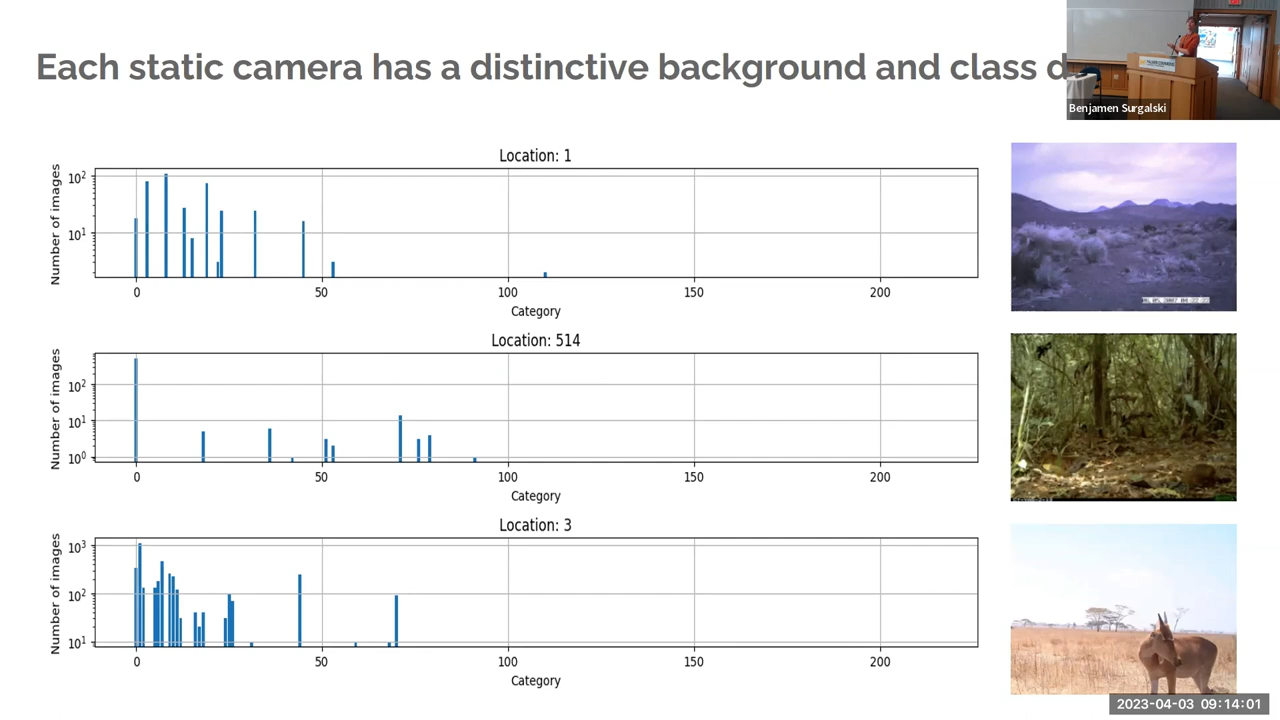 Each static camera has a distinctive background and class d
Benjamen Surgalski
Location: 1
Number of images
10²
10¹
0 50 100 150 200
Category
Location: 514
Number of images
10²
10¹
10⁰
0 50 100 150 200
Category
Location: 3
Number of images
10³
10²
10¹
0 50 100 150 200
Category
2023-04-03 09:14:01